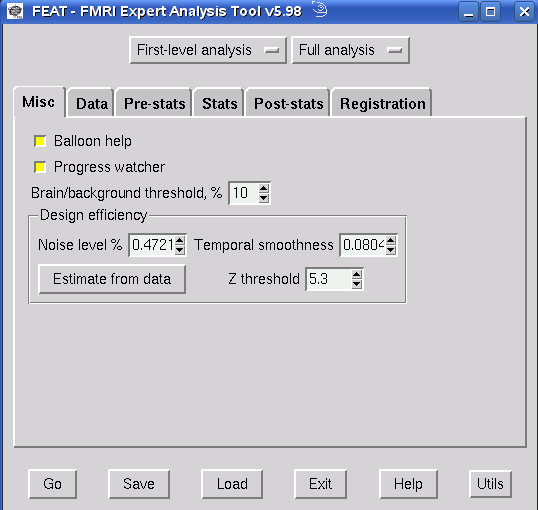 FEAT - FMRI Expert Analysis Tool v5.98
First-level analysis Full analysis
Misc Data Pre-stats Stats Post-stats Registration
Balloon help
Progress watcher
Brain/background threshold, % 10
Design efficiency
Noise level % 0.4721 Temporal smoothness 0.0804
Estimate from data Z threshold 5.3
Go Save Load Exit Help Utils